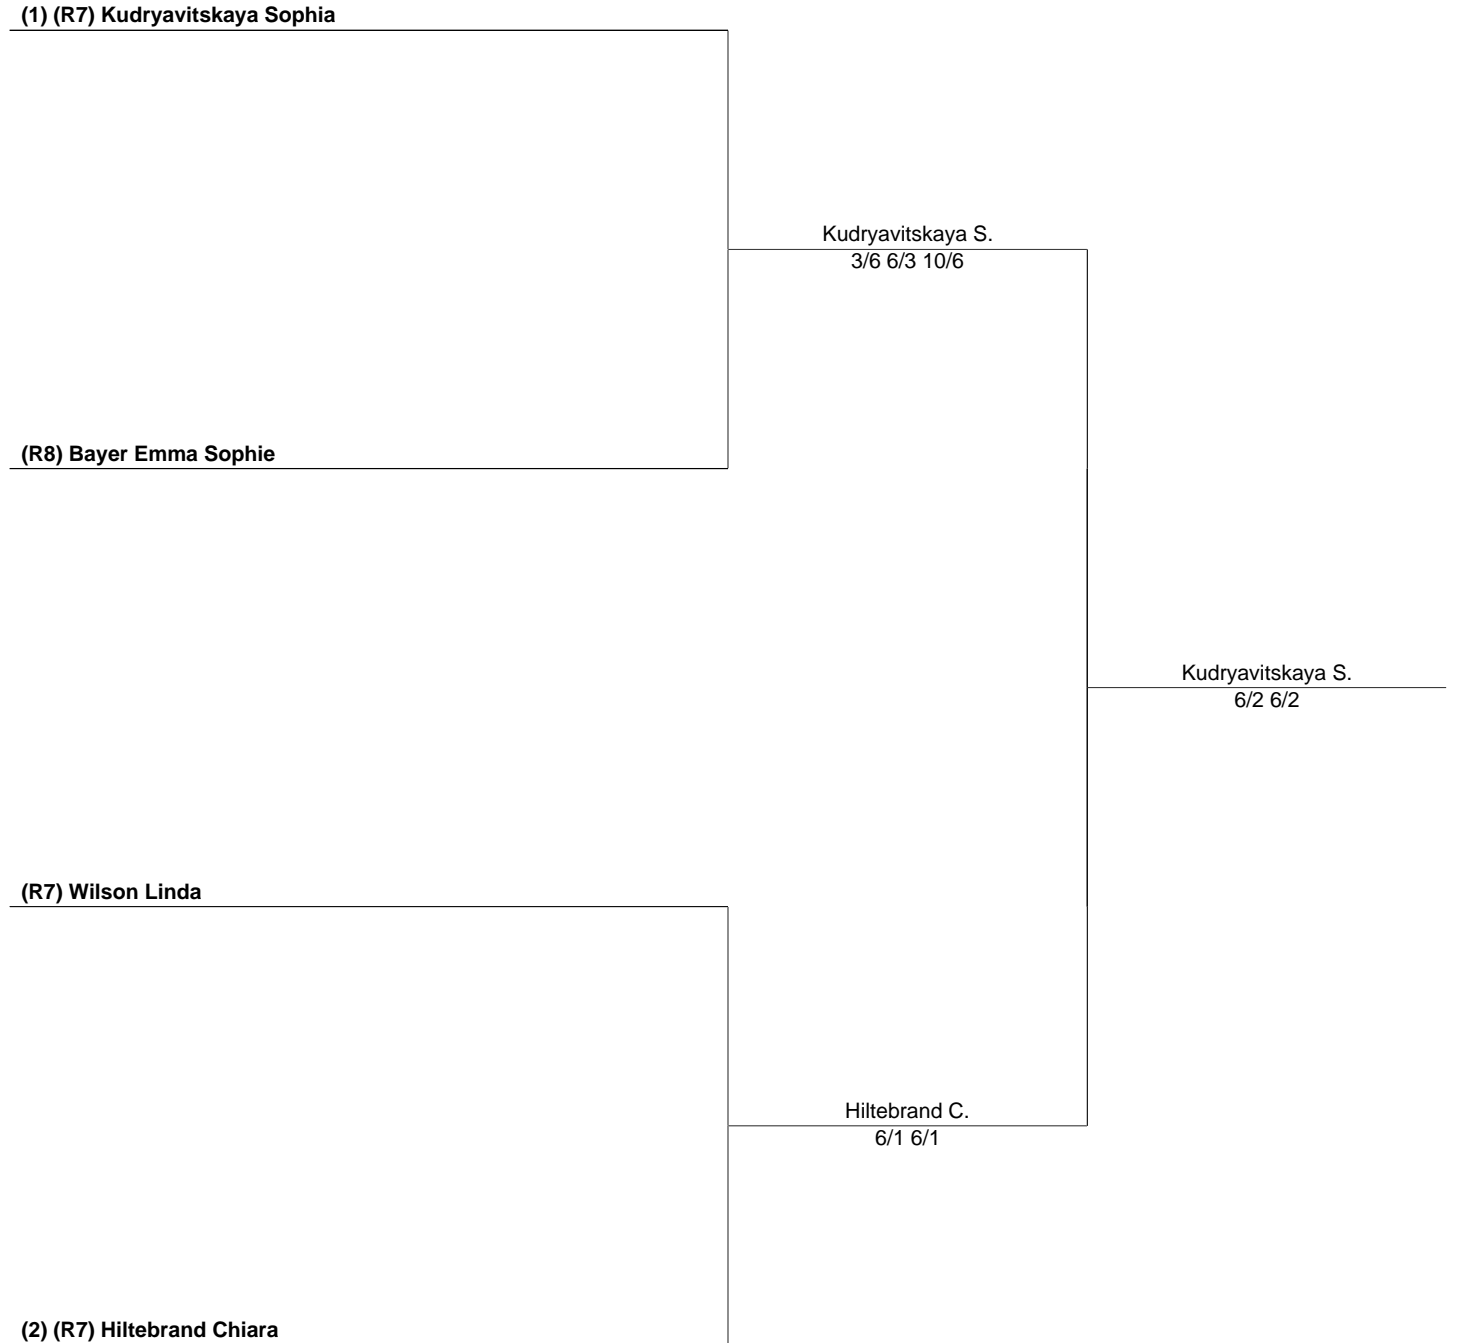 (1) (R7) Kudryavitskaya Sophia
Kudryavitskaya S.
3/6 6/3 10/6
(R8) Bayer Emma Sophie
Kudryavitskaya S.
6/2 6/2
(R7) Wilson Linda
Hiltebrand C.
6/1 6/1
(2) (R7) Hiltebrand Chiara